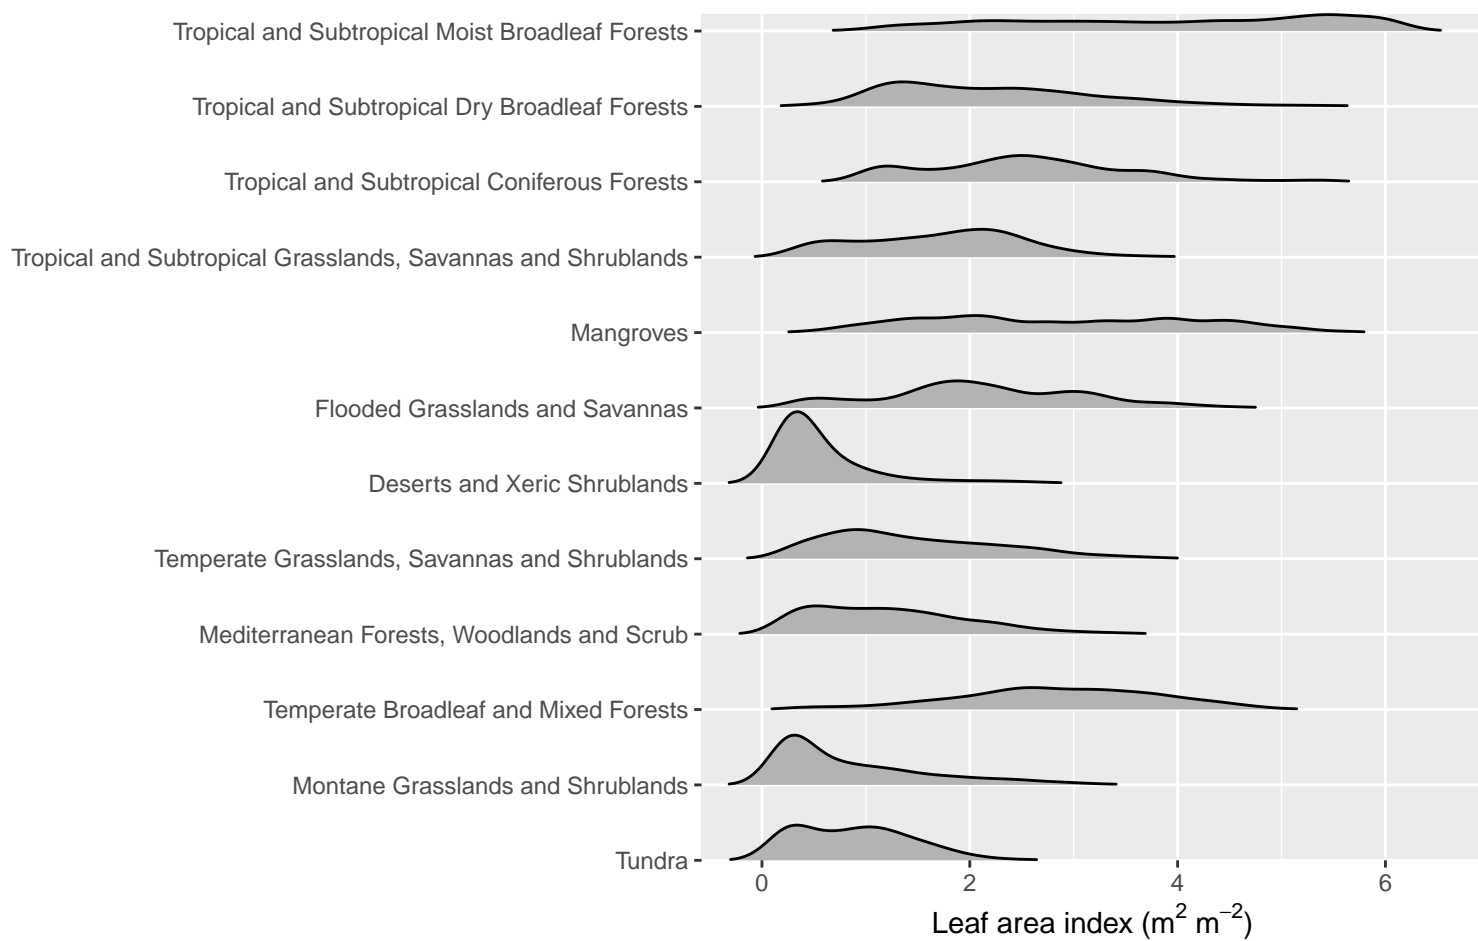 Tropical and Subtropical Moist Broadleaf Forests
Tropical and Subtropical Dry Broadleaf Forests
Tropical and Subtropical Coniferous Forests
Tropical and Subtropical Grasslands, Savannas and Shrublands
Mangroves
Flooded Grasslands and Savannas
Deserts and Xeric Shrublands
Temperate Grasslands, Savannas and Shrublands
Mediterranean Forests, Woodlands and Scrub
Temperate Broadleaf and Mixed Forests
Montane Grasslands and Shrublands
Tundra
0 2 4 6
Leaf area index (m² m⁻²)